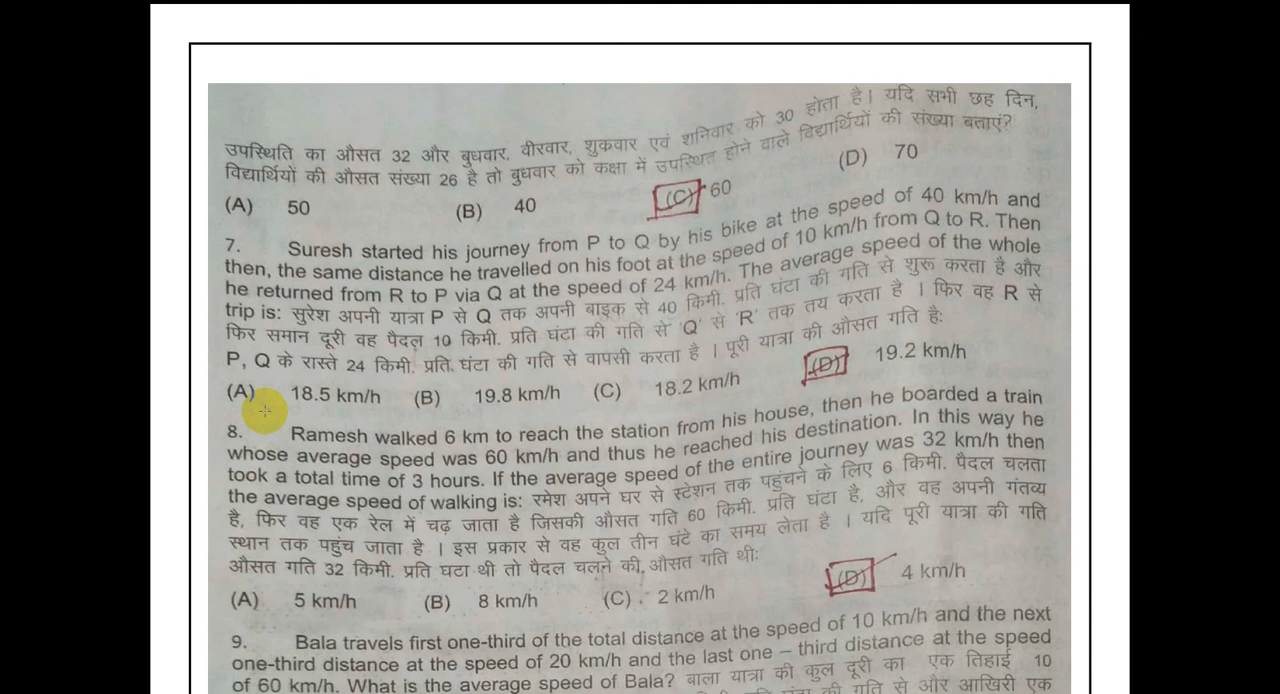 उपस्थिति का औसत 32 और बुधवार, वीरवार, शुकवार एवं शनिवार को 30 होता है। यदि सभी छह दिन,
विद्यार्थियों की औसत संख्या 26 है तो बुधवार को कक्षा में उपस्थित होने वाले विद्यार्थियों की संख्या बताएं?
(A) 50 (B) 40 (C) 60 (D) 70
7. Suresh started his journey from P to Q by his bike at the speed of 40 km/h and
then, the same distance he travelled on his foot at the speed of 10 km/h from Q to R. Then
he returned from R to P via Q at the speed of 24 km/h. The average speed of the whole
trip is: सुरेश अपनी यात्रा P से Q तक अपनी बाइक से 40 किमी. प्रति घंटा की गति से शुरू करता है और
फिर समान दूरी वह पैदल 10 किमी. प्रति घंटा की गति से 'Q' से 'R' तक तय करता है । फिर वह R से
P, Q के रास्ते 24 किमी. प्रति. घंटा की गति से वापसी करता है । पूरी यात्रा की औसत गति है:
(A) 18.5 km/h (B) 19.8 km/h (C) 18.2 km/h (D) 19.2 km/h
8. Ramesh walked 6 km to reach the station from his house, then he boarded a train
whose average speed was 60 km/h and thus he reached his destination. In this way he
took a total time of 3 hours. If the average speed of the entire journey was 32 km/h then
the average speed of walking is: रमेश अपने घर से स्टेशन तक पहुंचने के लिए 6 किमी. पैदल चलता
है, फिर वह एक रेल में चढ़ जाता है जिसकी औसत गति 60 किमी. प्रति घंटा है, और वह अपनी गंतव्य
स्थान तक पहुंच जाता है । इस प्रकार से वह कुल तीन घंटे का समय लेता है । यदि पूरी यात्रा की गति
औसत गति 32 किमी. प्रति घटा थी तो पैदल चलने की, औसत गति थीः
(A) 5 km/h (B) 8 km/h (C) . 2 km/h (D) 4 km/h
9. Bala travels first one-third of the total distance at the speed of 10 km/h and the next
one-third distance at the speed of 20 km/h and the last one – third distance at the speed
of 60 km/h. What is the average speed of Bala? बाला यात्रा की कुल दूरी का एक तिहाई 10
घंटा की गति से और आखिरी एक